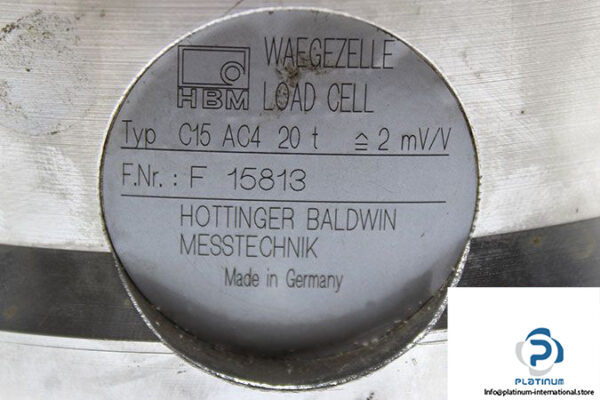 WAEGEZELLE
HBM LOAD CELL
Typ C15 AC4 20 t ≙ 2 mV/V
F.Nr. : F 15813
HOTTINGER BALDWIN
MESSTECHNIK
Made in Germany
PLATINUM
Info@platinum-international.store